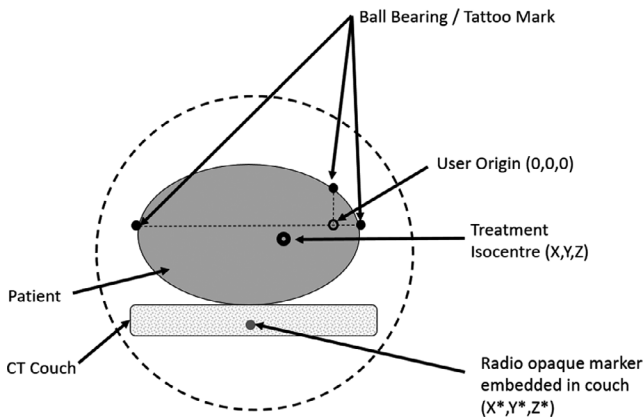 Ball Bearing / Tattoo Mark
User Origin (0,0,0)
Treatment
Isocentre (X,Y,Z)
Patient
CT Couch
Radio opaque marker
embedded in couch
(X*,Y*,Z*)